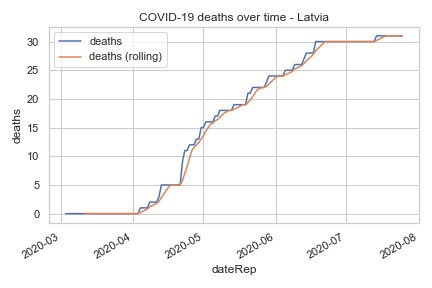 COVID-19 deaths over time - Latvia
deaths
deaths (rolling)
30
25
20
15
10
5
0
deaths
2020-03
2020-04
2020-05
2020-06
2020-07
2020-08
dateRep